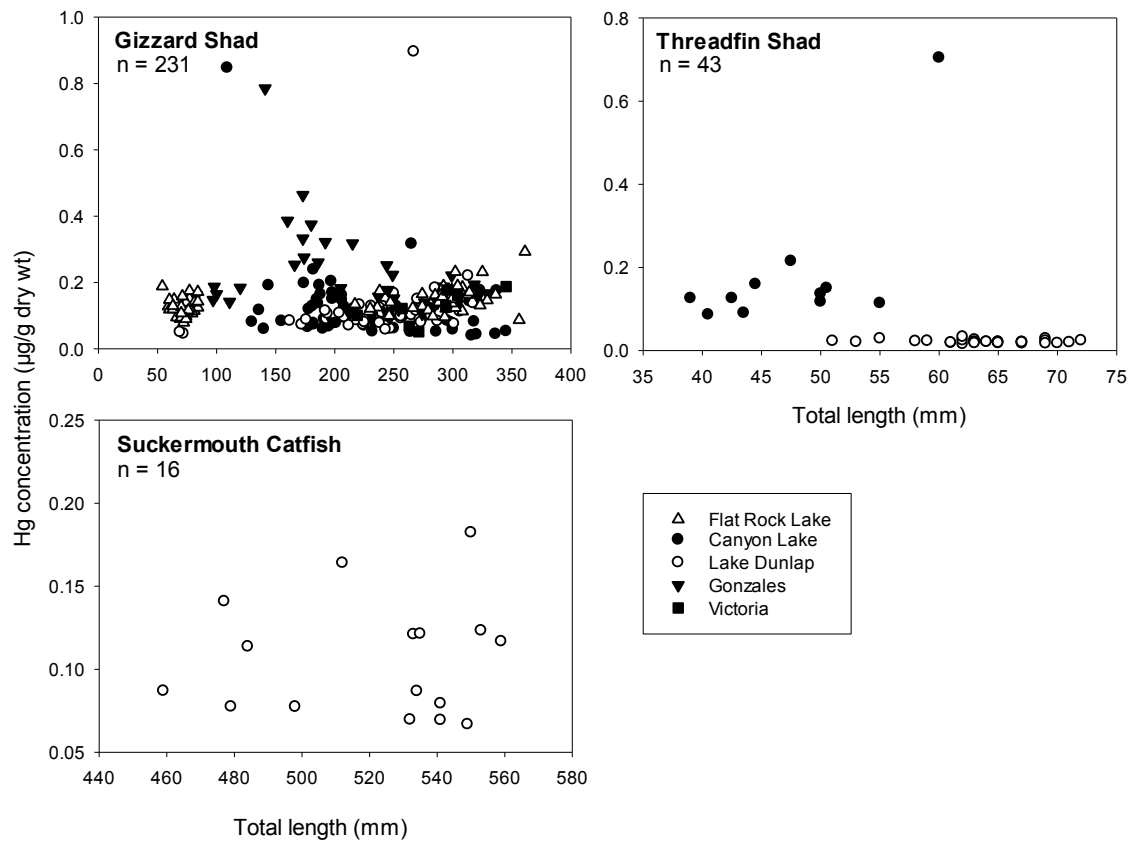 Hg concentration (µg/g dry wt)
Gizzard Shad
n = 231
1.0
0.8
0.6
0.4
0.2
0.0
0 50 100 150 200 250 300 350 400
Threadfin Shad
n = 43
0.8
0.6
0.4
0.2
0.0
35 40 45 50 55 60 65 70 75
Total length (mm)
Suckermouth Catfish
n = 16
0.25
0.20
0.15
0.10
0.05
440 460 480 500 520 540 560 580
Total length (mm)
Flat Rock Lake
Canyon Lake
Lake Dunlap
Gonzales
Victoria